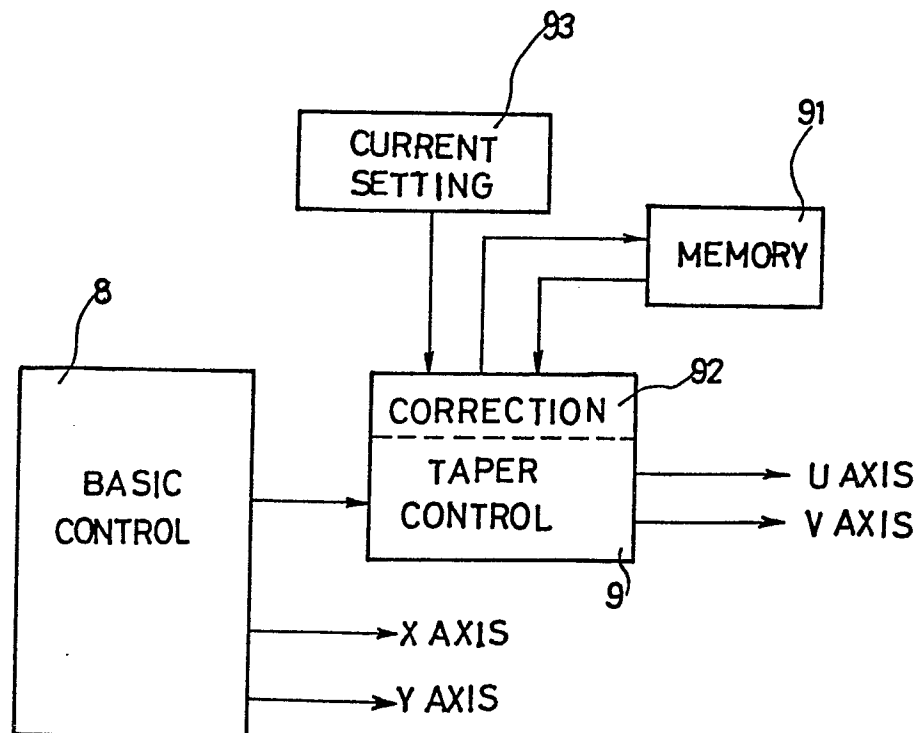 93
CURRENT
SETTING
91
MEMORY
8
92
CORRECTION
TAPER
CONTROL
BASIC
CONTROL
U AXIS
V AXIS
9
X AXIS
Y AXIS